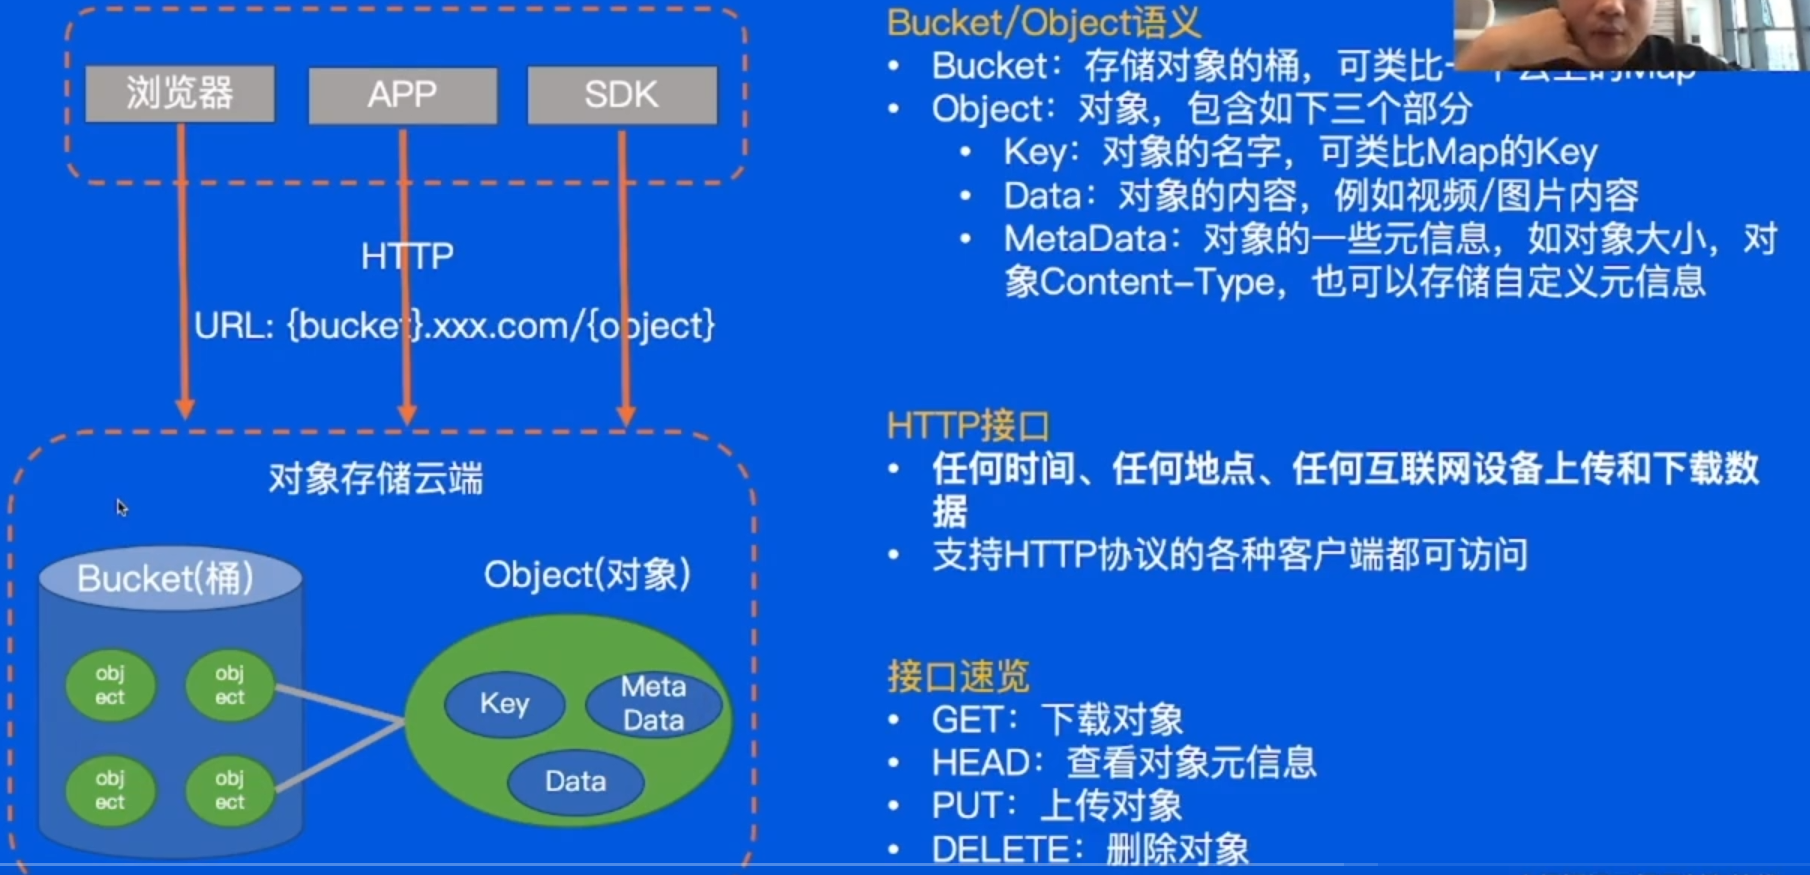 浏览器
APP
SDK
HTTP
URL: {bucket}.xxx.com/{object}
对象存储云端
Bucket(桶)
obj
ect
obj
ect
obj
ect
obj
ect
Object(对象)
Key
Meta
Data
Data
Bucket/Object语义
• Bucket：存储对象的桶，可类比
• Object：对象，包含如下三个部分
• Key：对象的名字，可类比Map的Key
• Data：对象的内容，例如视频/图片内容
• MetaData：对象的一些元信息，如对象大小，对
象Content-Type，也可以存储自定义元信息
HTTP接口
• 任何时间、任何地点、任何互联网设备上传和下载数
据
• 支持HTTP协议的各种客户端都可访问
接口速览
• GET：下载对象
• HEAD：查看对象元信息
• PUT：上传对象
• DELETE：删除对象